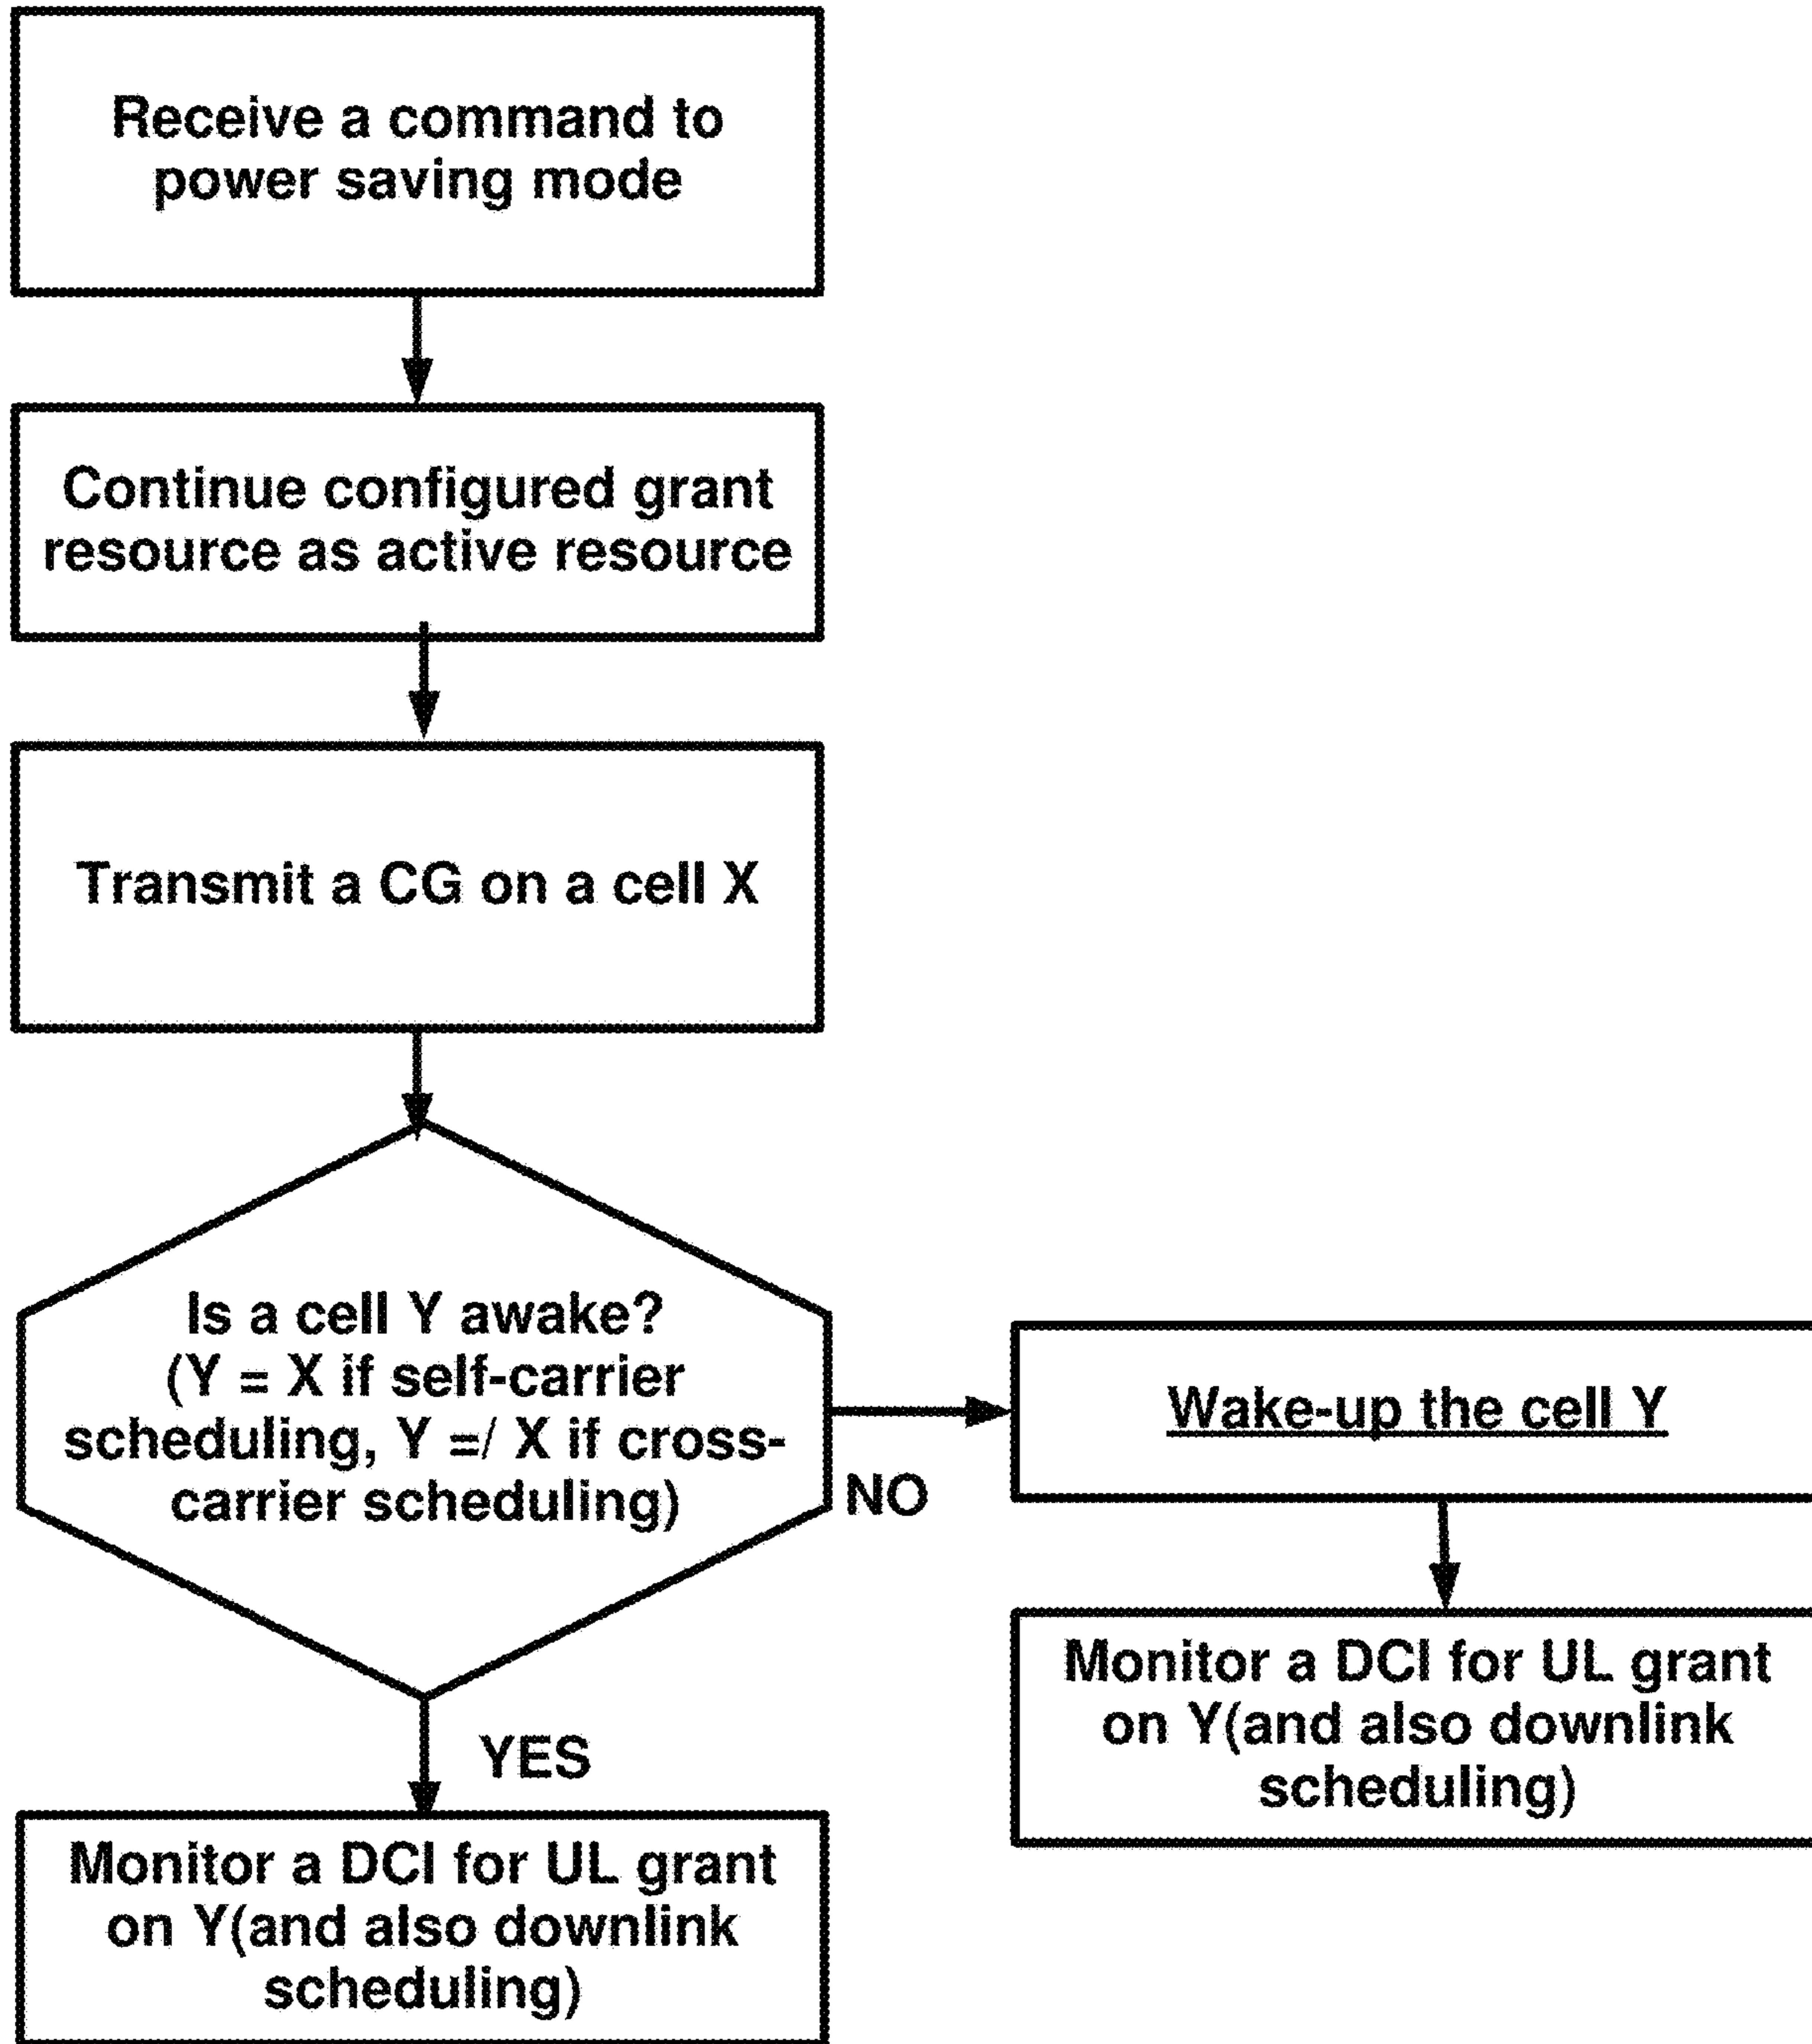 Receive a command to
power saving mode
Continue configured grant
resource as active resource
Transmit a CG on a cell X
Is a cell Y awake?
(Y = X if self-carrier
scheduling, Y =/ X if cross-
carrier scheduling)
NO
Wake-up the cell Y
Monitor a DCI for UL grant
on Y(and also downlink
scheduling)
YES
Monitor a DCI for UL grant
on Y(and also downlink
scheduling)